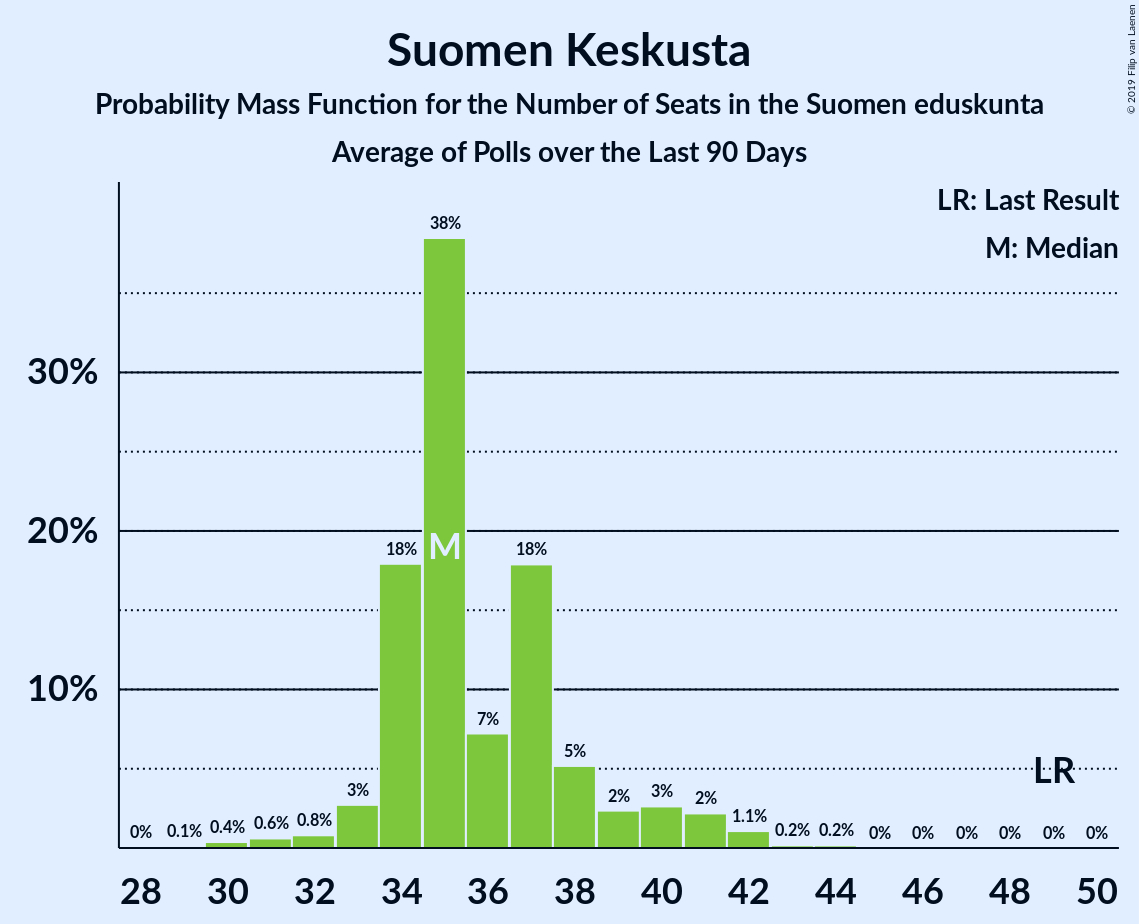 Suomen Keskusta
Probability Mass Function for the Number of Seats in the Suomen eduskunta
Average of Polls over the Last 90 Days
© 2019 Filip van Laenen
LR: Last Result
M: Median
38%
30%
20%
18% M 18%
10%
7%
5%
LR
3% 2% 3% 2%
0% 0.1% 0.4% 0.6% 0.8% 1.1% 0.2% 0.2% 0% 0% 0% 0% 0% 0%
28 30 32 34 36 38 40 42 44 46 48 50